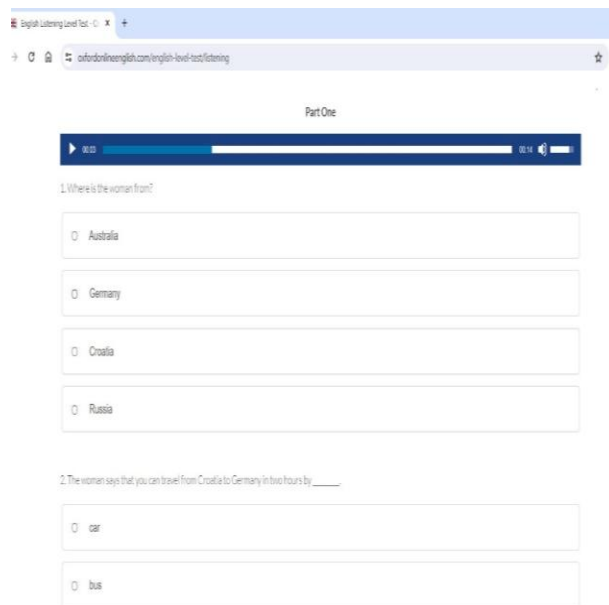 English Listening Level Test - O
oxfordonlineenglish.com/english-level-test/listening
Part One
00:03
00:14
1. Where is the woman from?
Australia
Germany
Croatia
Russia
2. The woman says that you can travel from Croatia to Germany in two hours by ______.
car
bus